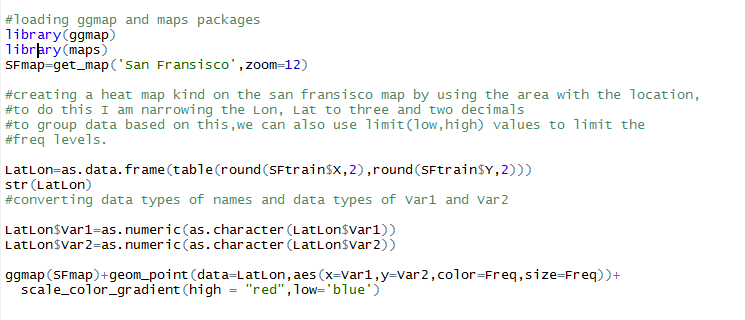 #loading ggmap and maps packages
library(ggmap)
library(maps)
SFmap=get_map('San Fransisco',zoom=12)
#creating a heat map kind on the san fransisco map by using the area with the location,
#to do this I am narrowing the Lon, Lat to three and two decimals
#to group data based on this,we can also use limit(low,high) values to limit the
#freq levels.
LatLon=as.data.frame(table(round(SFtrain$X,2),round(SFtrain$Y,2)))
str(LatLon)
#converting data types of names and data types of Var1 and Var2
LatLon$Var1=as.numeric(as.character(LatLon$Var1))
LatLon$Var2=as.numeric(as.character(LatLon$Var2))
ggmap(SFmap)+geom_point(data=LatLon,aes(x=Var1,y=Var2,color=Freq,size=Freq))+
  scale_color_gradient(high = "red",low='blue')